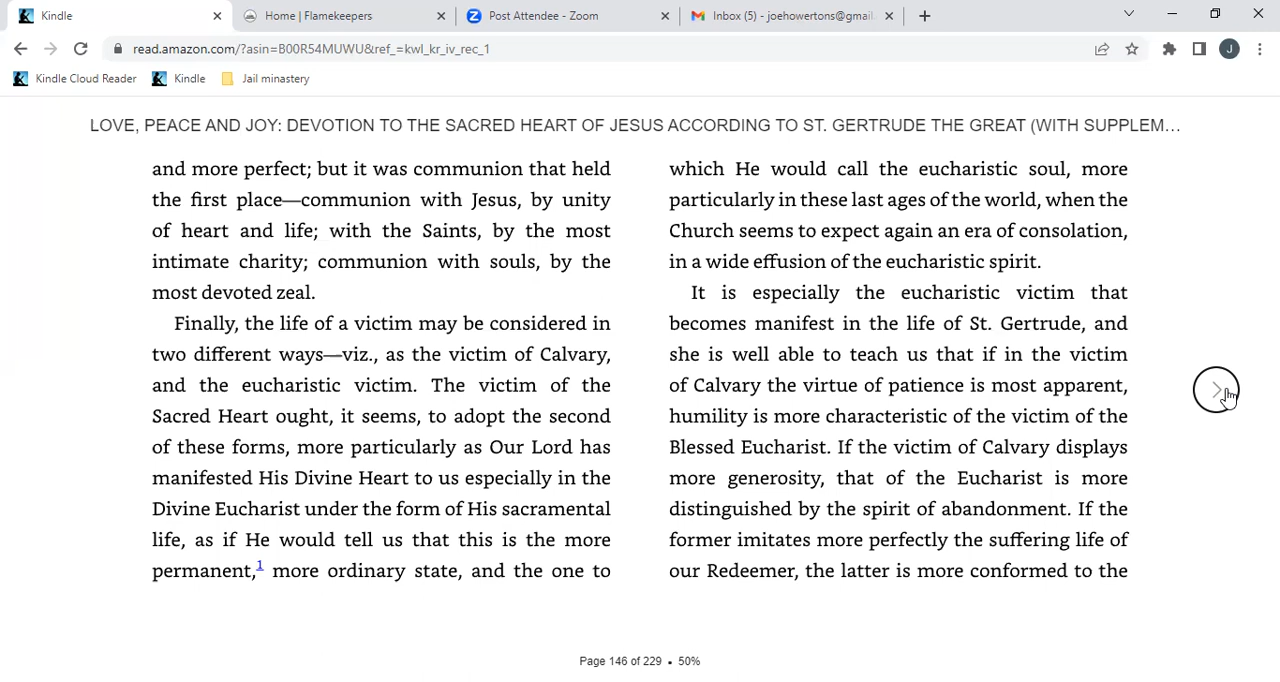 Kindle
Home | Flamekeepers
Post Attendee - Zoom
Inbox (5) - joehowertons@gmail.
read.amazon.com/?asin=B00R54MUWU&ref_=kwl_kr_iv_rec_1
J
Kindle Cloud Reader
Kindle
Jail minastery
LOVE, PEACE AND JOY: DEVOTION TO THE SACRED HEART OF JESUS ACCORDING TO ST. GERTRUDE THE GREAT (WITH SUPPLEM…
and more perfect; but it was communion that held
the first place—communion with Jesus, by unity
of heart and life; with the Saints, by the most
intimate charity; communion with souls, by the
most devoted zeal.
Finally, the life of a victim may be considered in
two different ways—viz., as the victim of Calvary,
and the eucharistic victim. The victim of the
Sacred Heart ought, it seems, to adopt the second
of these forms, more particularly as Our Lord has
manifested His Divine Heart to us especially in the
Divine Eucharist under the form of His sacramental
life, as if He would tell us that this is the more
permanent,1 more ordinary state, and the one to
which He would call the eucharistic soul, more
particularly in these last ages of the world, when the
Church seems to expect again an era of consolation,
in a wide effusion of the eucharistic spirit.
It is especially the eucharistic victim that
becomes manifest in the life of St. Gertrude, and
she is well able to teach us that if in the victim
of Calvary the virtue of patience is most apparent,
humility is more characteristic of the victim of the
Blessed Eucharist. If the victim of Calvary displays
more generosity, that of the Eucharist is more
distinguished by the spirit of abandonment. If the
former imitates more perfectly the suffering life of
our Redeemer, the latter is more conformed to the
Page 146 of 229 • 50%